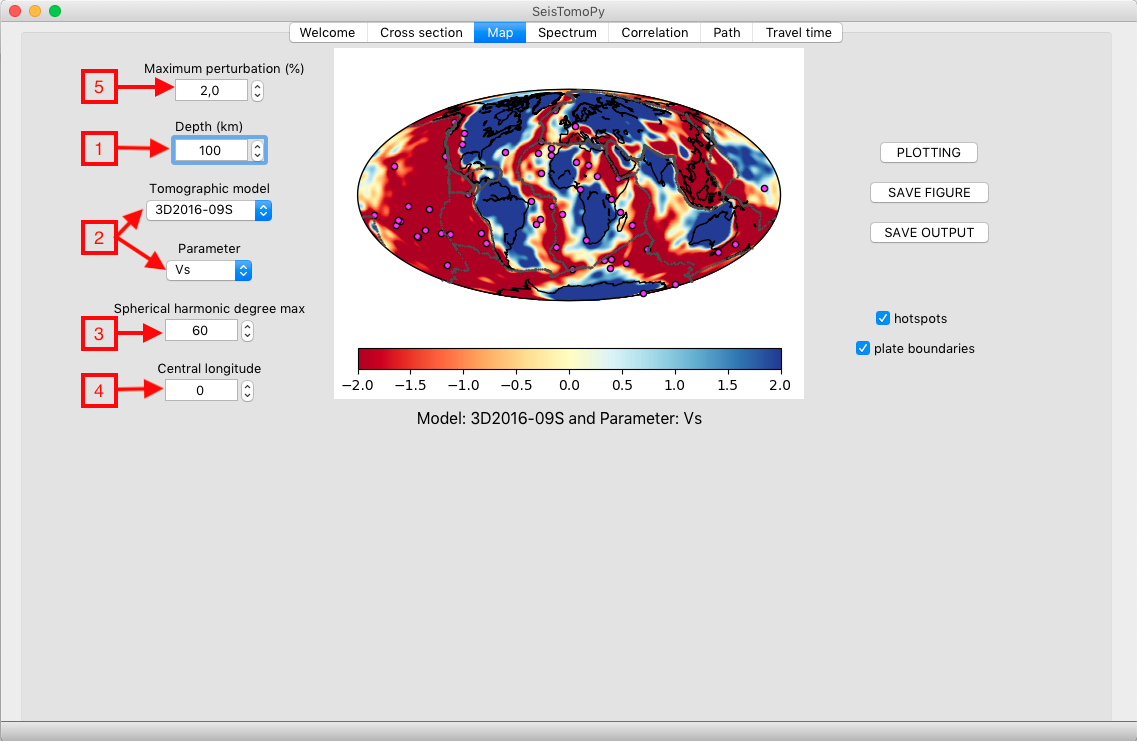 SeisTomoPy
Welcome Cross section Map Spectrum Correlation Path Travel time
Maximum perturbation (%)
5
2,0
Depth (km)
1
100
Tomographic model
3D2016-09S
2
Parameter
Vs
Spherical harmonic degree max
3
60
Central longitude
4
0
−2.0 −1.5 −1.0 −0.5 0.0 0.5 1.0 1.5 2.0
Model: 3D2016-09S and Parameter: Vs
PLOTTING
SAVE FIGURE
SAVE OUTPUT
hotspots
plate boundaries